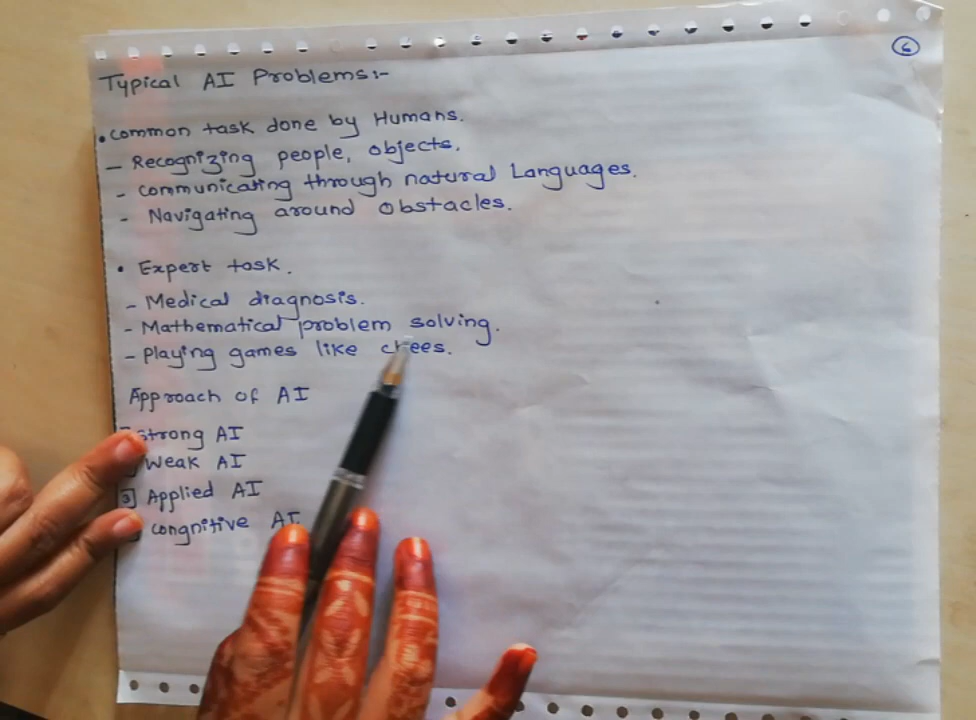 6
Typical AI Problems:-
• common task done by Humans.
- Recognizing people, objects.
- communicating through natural Languages.
- Navigating around obstacles.
• Expert task.
- Medical diagnosis.
- Mathematical problem solving.
- playing games like chees.
Approach of AI
strong AI
Weak AI
3 Applied AI
congnitive AI